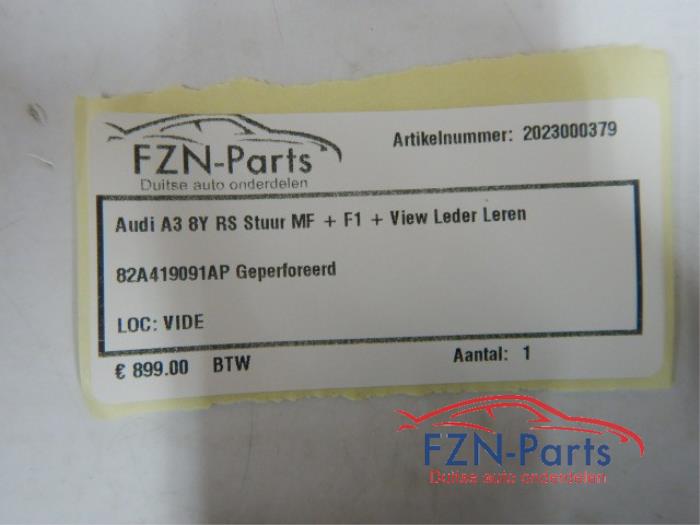 FZN-Parts
Duitse auto onderdelen
Artikelnummer: 2023000379
Audi A3 8Y RS Stuur MF + F1 + View Leder Leren
82A419091AP Geperforeerd
LOC: VIDE
€ 899.00 BTW
Aantal: 1
FZN-Parts
Duitse auto onderdelen